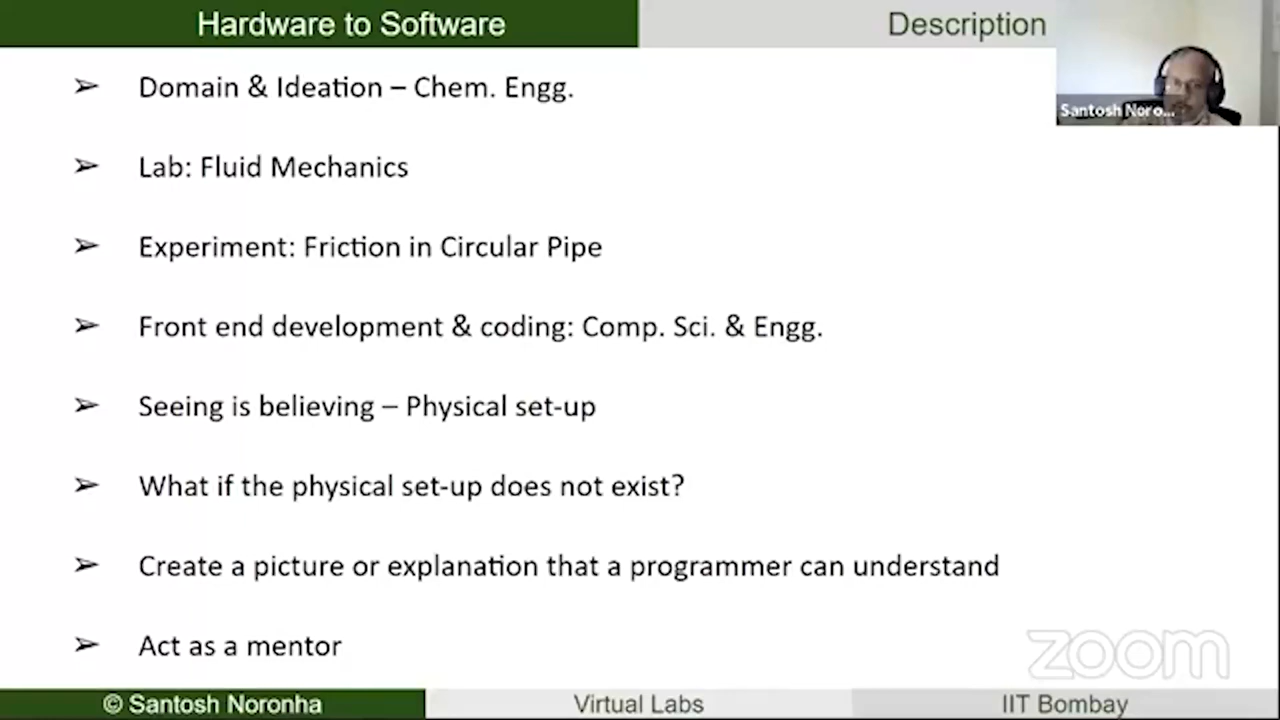 Hardware to Software
Description
Santosh Noro...
➢ Domain & Ideation – Chem. Engg.
➢ Lab: Fluid Mechanics
➢ Experiment: Friction in Circular Pipe
➢ Front end development & coding: Comp. Sci. & Engg.
➢ Seeing is believing – Physical set-up
➢ What if the physical set-up does not exist?
➢ Create a picture or explanation that a programmer can understand
➢ Act as a mentor
zoom
© Santosh Noronha
Virtual Labs
IIT Bombay